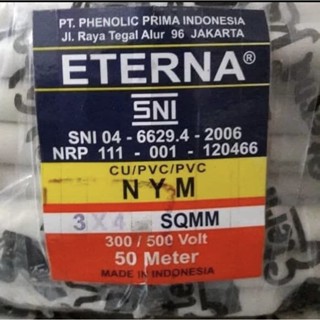 PT. PHENOLIC PRIMA INDONESIA
Jl. Raya Tegal Alur 96 JAKARTA
ETERNA®
SNI
SNI 04 - 6629.4 - 2006
NRP 111 - 001 - 120466
CU/PVC/PVC
N Y M
3 X 4 SQMM
300 / 500 Volt
50 Meter
MADE IN INDONESIA